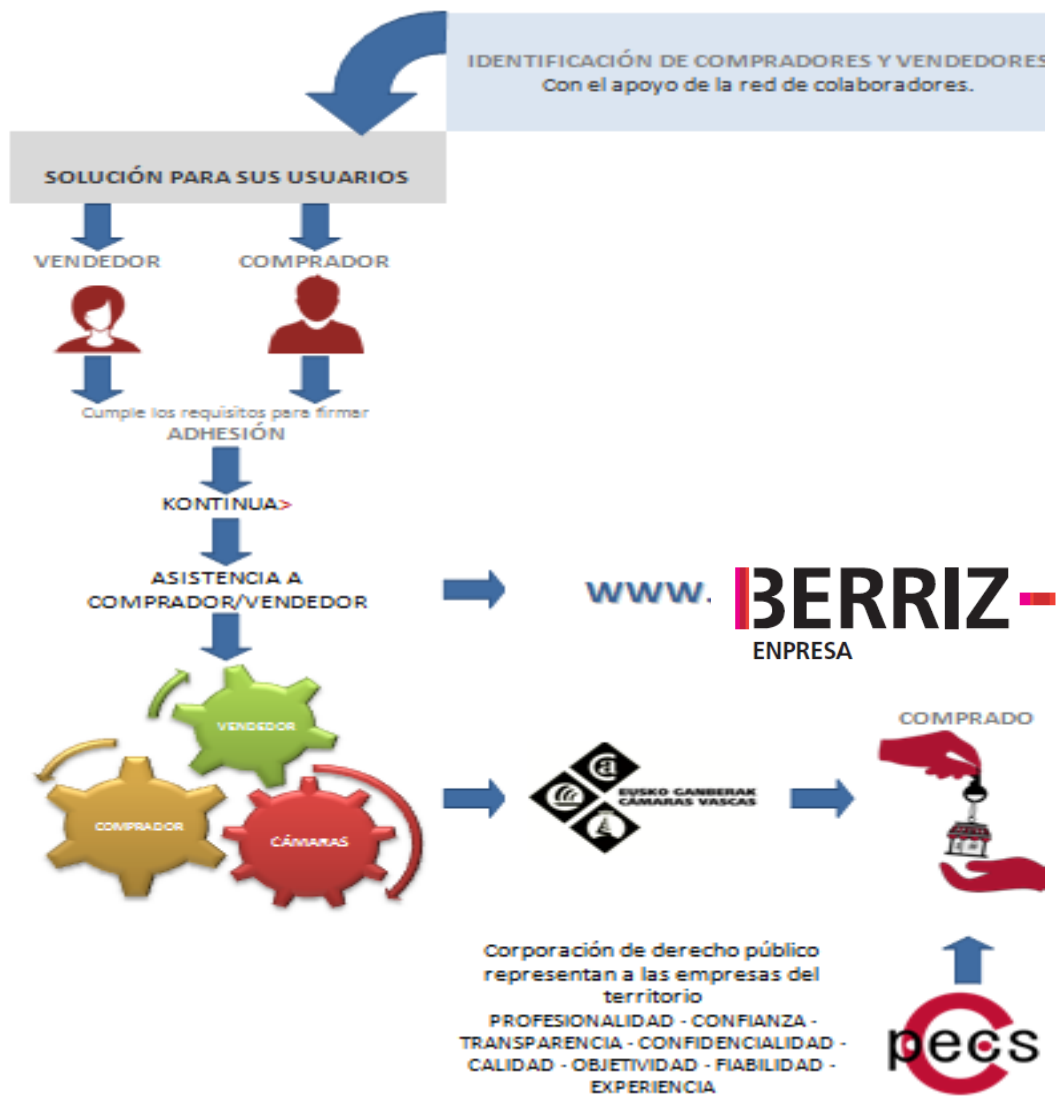 IDENTIFICACIÓN DE COMPRADORES Y VENDEDORES
Con el apoyo de la red de colaboradores.
SOLUCIÓN PARA SUS USUARIOS
VENDEDOR
COMPRADOR
Cumple los requisitos para firmar
ADHESIÓN
KONTINUA>
ASISTENCIA A
COMPRADOR/VENDEDOR
www.
BERRIZ-
ENPRESA
VENDEDOR
COMPRADOR
CÁMARAS
EUSKO GANBERAK
CÁMARAS VASCAS
COMPRADO
Corporación de derecho público
representan a las empresas del
territorio
PROFESIONALIDAD - CONFIANZA -
TRANSPARENCIA - CONFIDENCIALIDAD -
CALIDAD - OBJETIVIDAD - FIABILIDAD -
EXPERIENCIA
pecs